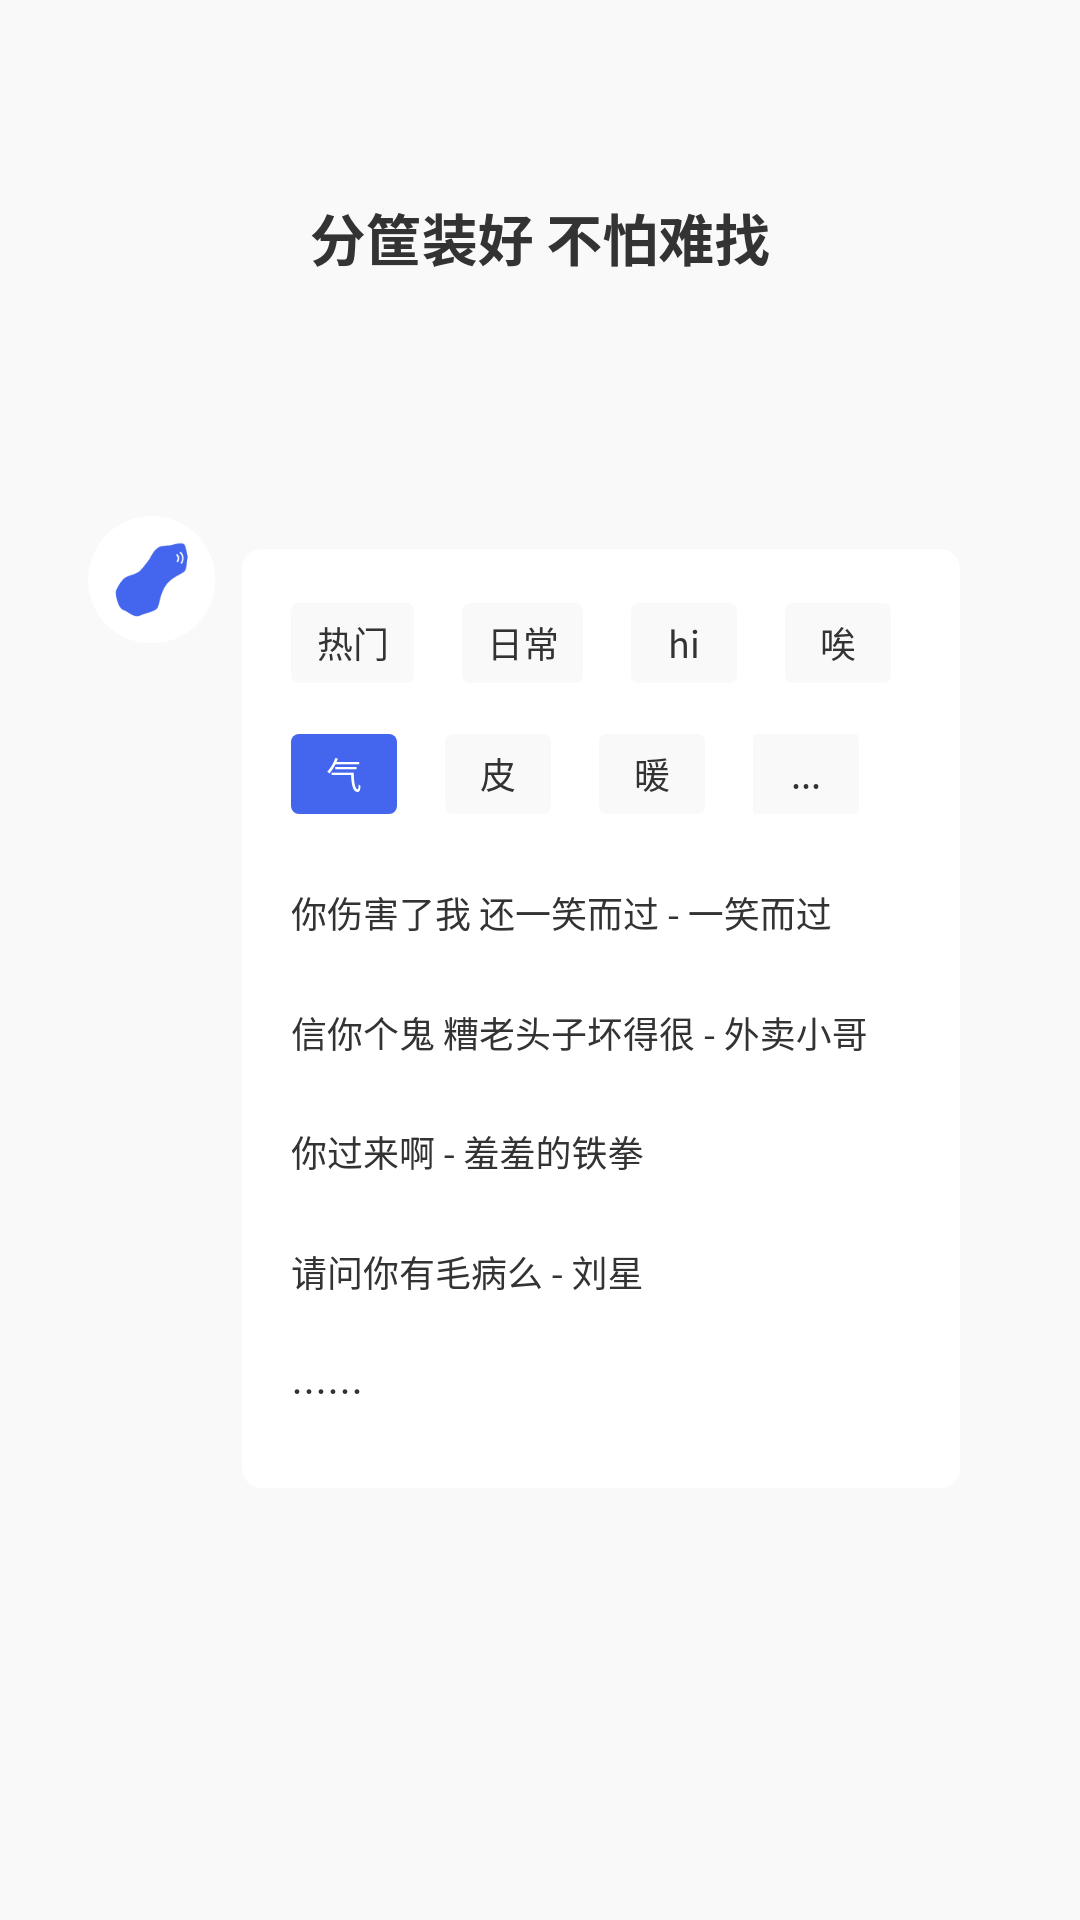 分筐装好 不怕难找
热门 日常 hi 唉
气 皮 暖 ...
你伤害了我 还一笑而过 - 一笑而过
信你个鬼 糟老头子坏得很 - 外卖小哥
你过来啊 - 羞羞的铁拳
请问你有毛病么 - 刘星
......